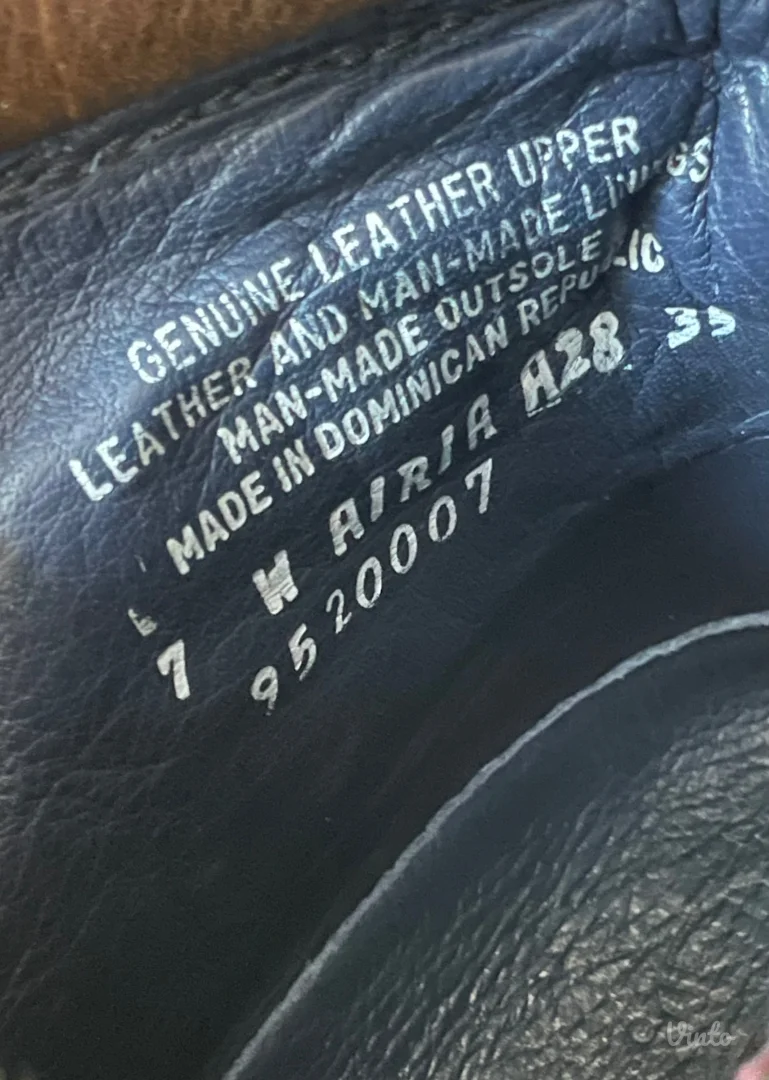 GENUINE LEATHER UPPER
LEATHER AND MAN-MADE LININGS
MAN-MADE OUTSOLE
MADE IN DOMINICAN REPUBLIC
7 W AIRIA A28
9520007
Vinto